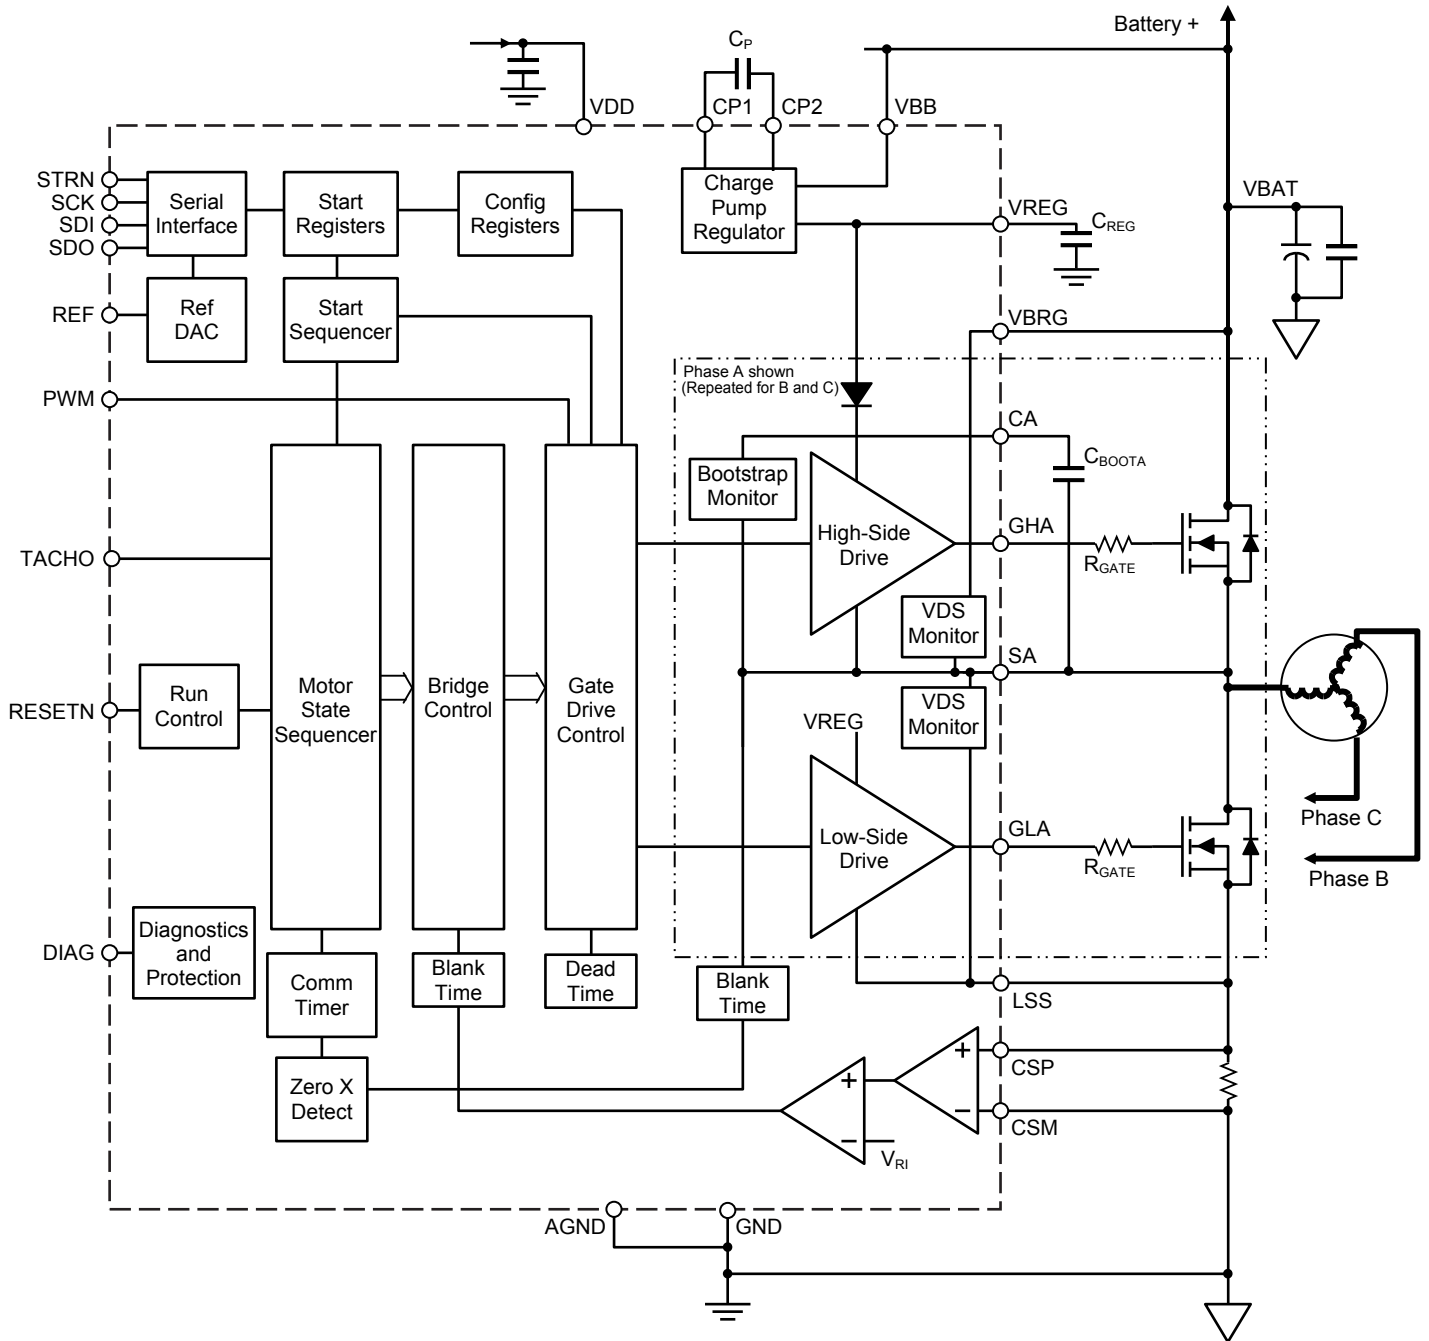 Battery +
CP
VDD
CP1
CP2
VBB
STRN
SCK
SDI
SDO
Serial
Interface
Start
Registers
Config
Registers
Charge
Pump
Regulator
VBAT
VREG
CREG
REF
Ref
DAC
Start
Sequencer
VBRG
Phase A shown
(Repeated for B and C)
PWM
CA
Bootstrap
Monitor
CBOOTA
High-Side
Drive
GHA
RGATE
TACHO
VDS
Monitor
SA
RESETN
Run
Control
Motor
State
Sequencer
Bridge
Control
Gate
Drive
Control
VREG
VDS
Monitor
Low-Side
Drive
GLA
RGATE
Phase C
Phase B
DIAG
Diagnostics
and
Protection
Comm
Timer
Blank
Time
Dead
Time
Blank
Time
LSS
Zero X
Detect
+
−
VRI
+
−
CSP
CSM
AGND
GND